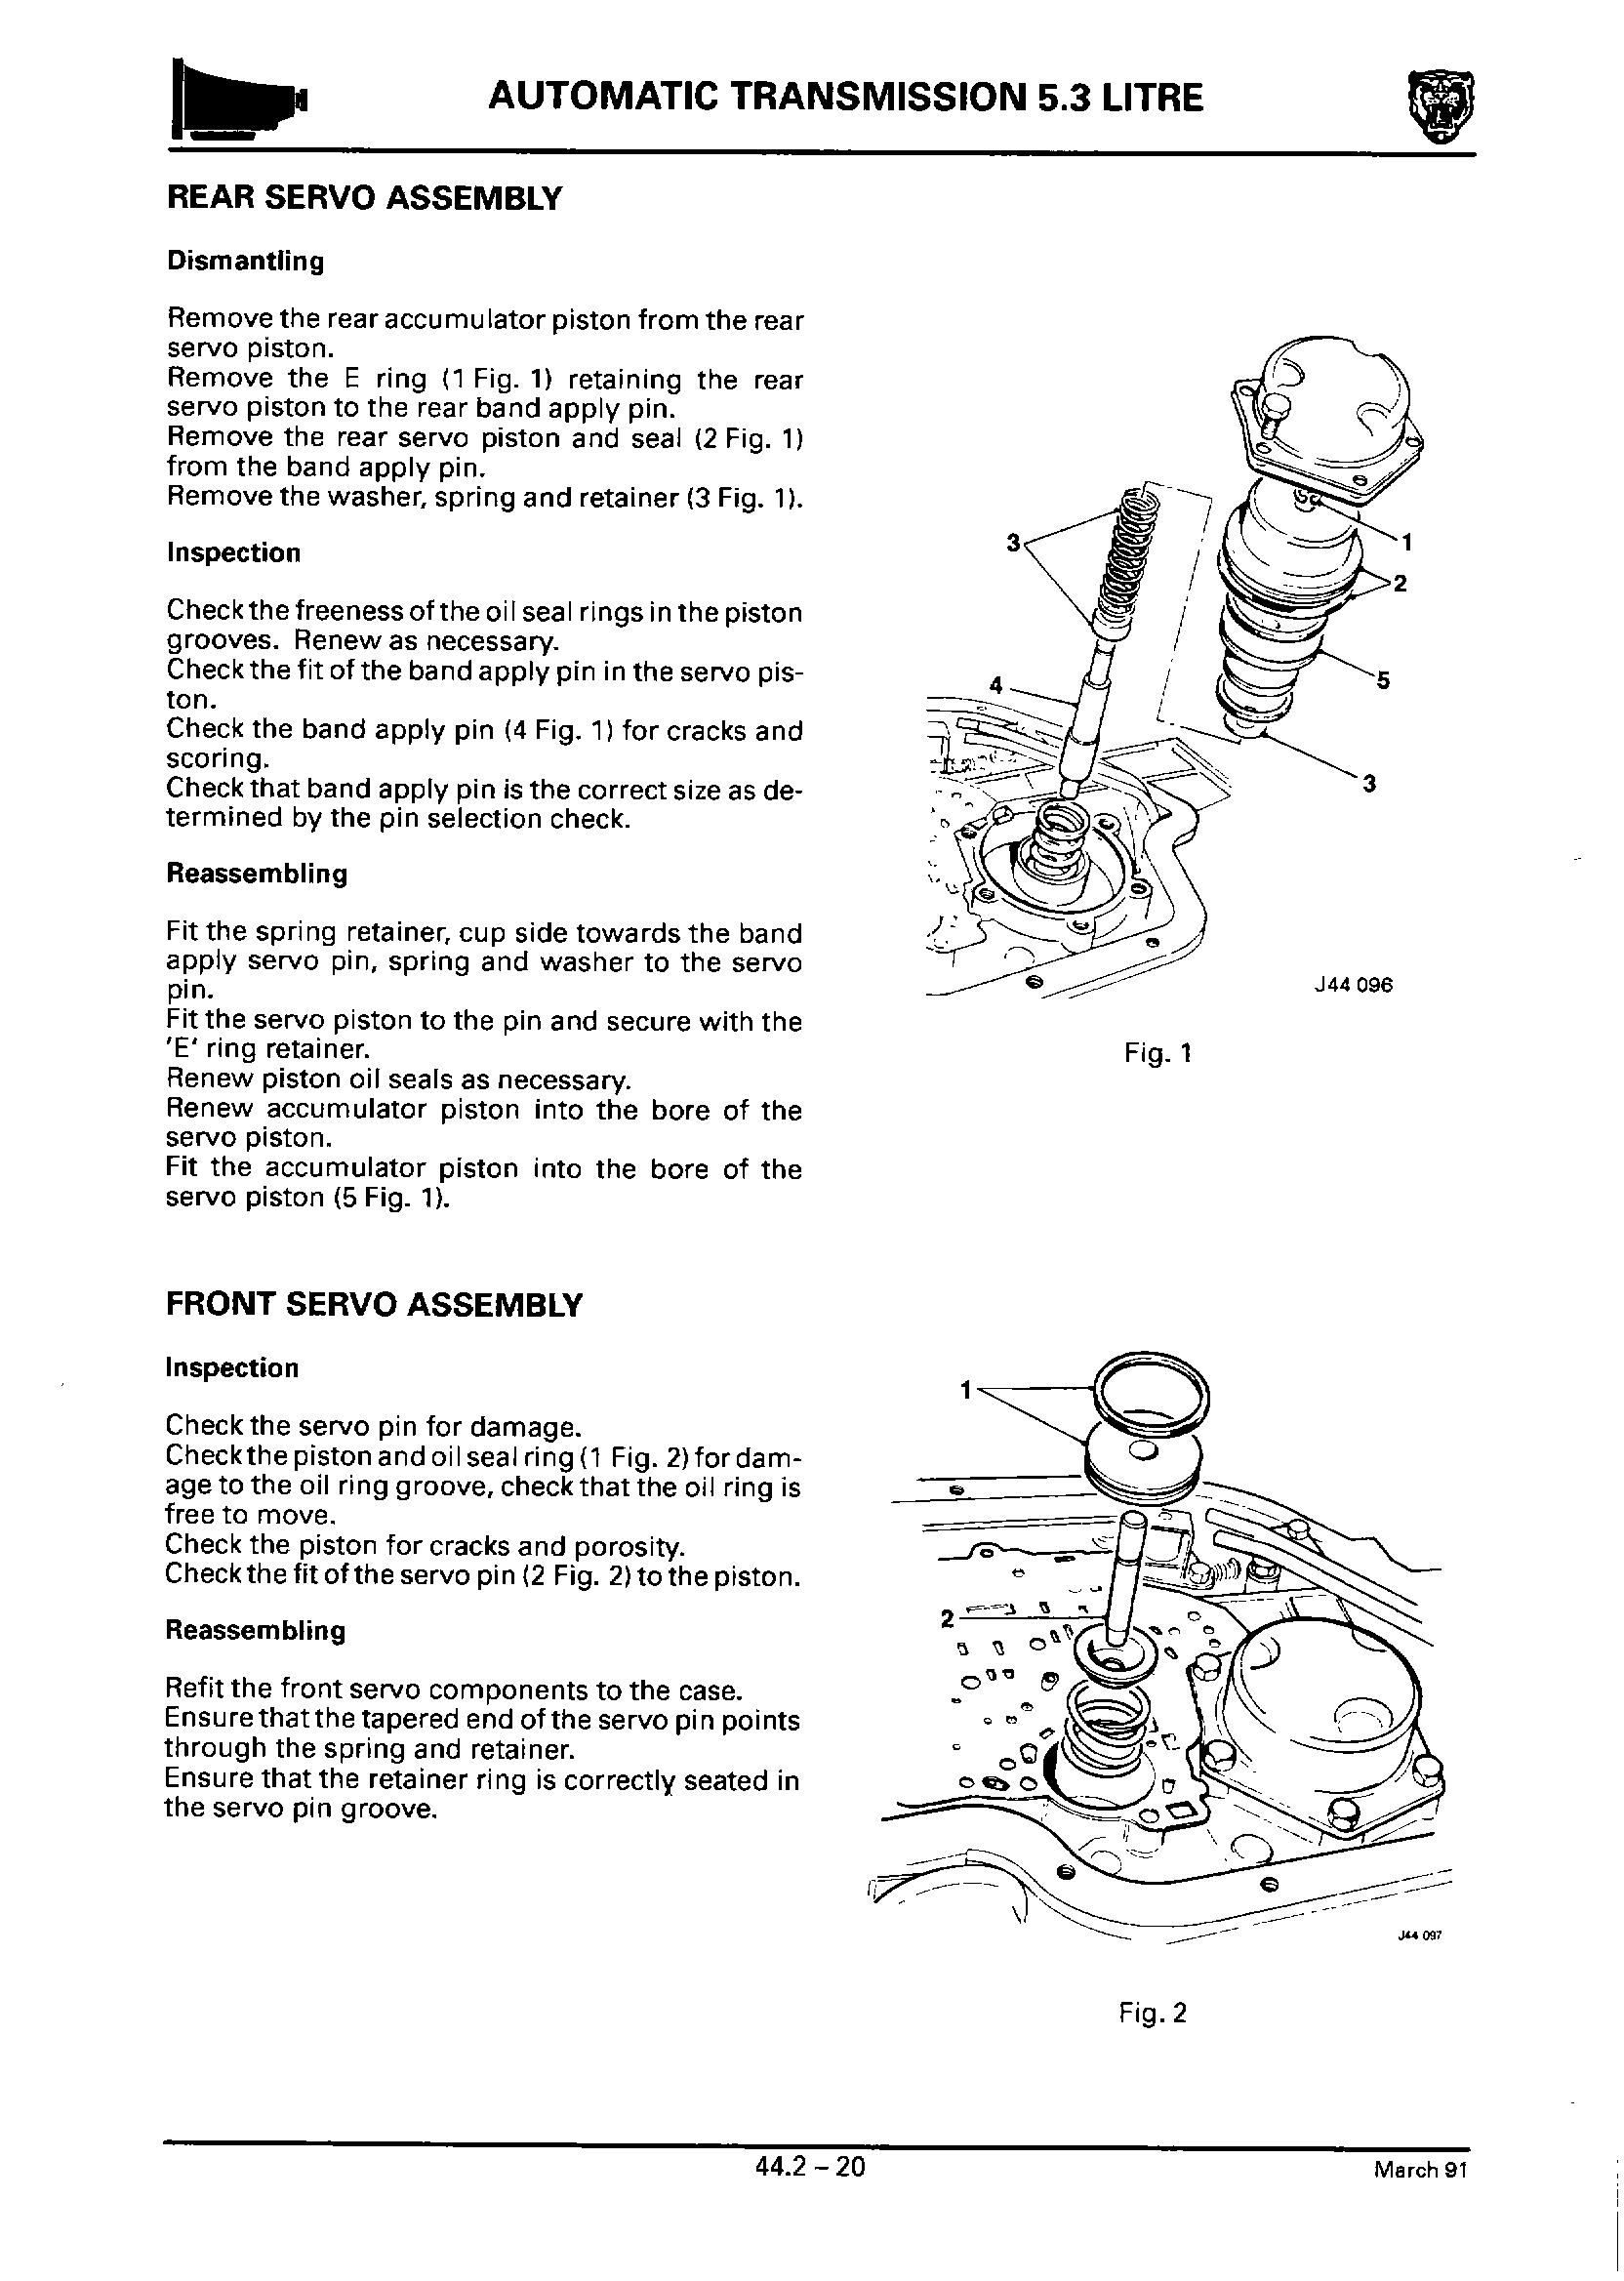 AUTOMATIC TRANSMISSION 5.3 LITRE
REAR SERVO ASSEMBLY
Dismantling
Remove the rear accumulator piston from the rear
servo piston.
Remove the E ring (1 Fig. 1) retaining the rear
servo piston to the rear band apply pin.
Remove the rear servo piston and seal (2 Fig. 1)
from the band apply pin.
Remove the washer, spring and retainer (3 Fig. 1).
Inspection
Check the freeness of the oil seal rings in the piston
grooves. Renew as necessary.
Check the fit of the band apply pin in the servo pis-
ton.
Check the band apply pin (4 Fig. 1) for cracks and
scoring.
Check that band apply pin is the correct size as de-
termined by the pin selection check.
Reassembling
Fit the spring retainer, cup side towards the band
apply servo pin, spring and washer to the servo
pin.
Fit the servo piston to the pin and secure with the
'E' ring retainer.
Renew piston oil seals as necessary.
Renew accumulator piston into the bore of the
servo piston.
Fit the accumulator piston into the bore of the
servo piston (5 Fig. 1).
3
1
2
4
5
3
J44 096
Fig. 1
FRONT SERVO ASSEMBLY
Inspection
Check the servo pin for damage.
Check the piston and oil seal ring (1 Fig. 2) for dam-
age to the oil ring groove, check that the oil ring is
free to move.
Check the piston for cracks and porosity.
Check the fit of the servo pin (2 Fig. 2) to the piston.
Reassembling
Refit the front servo components to the case.
Ensure that the tapered end of the servo pin points
through the spring and retainer.
Ensure that the retainer ring is correctly seated in
the servo pin groove.
1
2
J44 097
Fig. 2
44.2 – 20
March 91